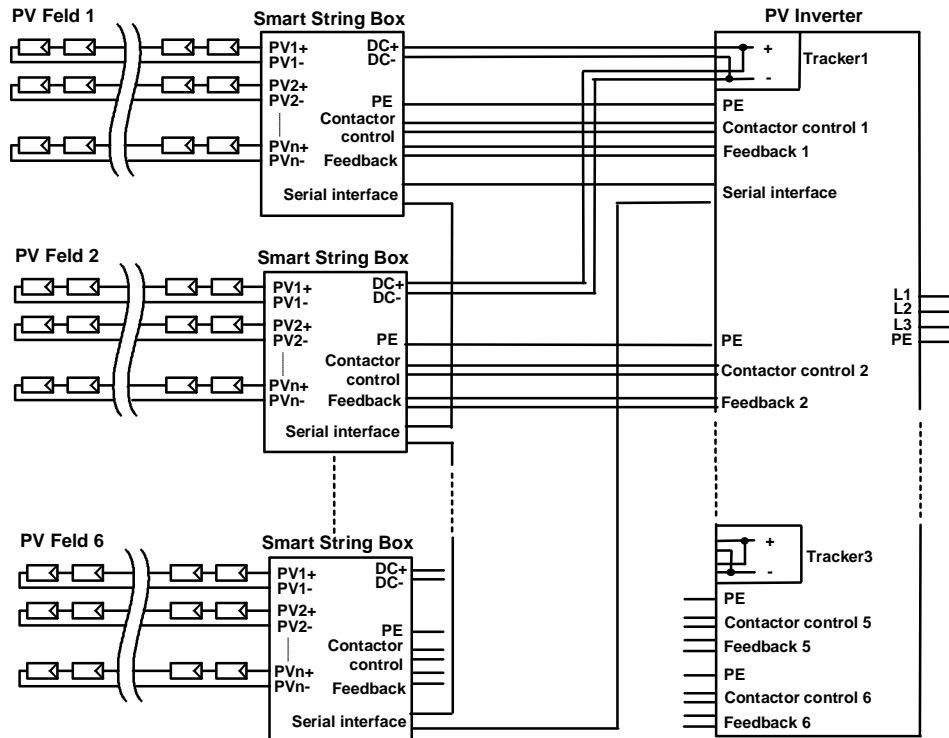 PV Feld 1
Smart String Box
PV Inverter
PV1+
PV1-
PV2+
PV2-
PVn+
PVn-
DC+
DC-
PE
Contactor
control
Feedback
Serial interface
+
-
Tracker1
PE
Contactor control 1
Feedback 1
Serial interface
PV Feld 2
Smart String Box
PV1+
PV1-
PV2+
PV2-
PVn+
PVn-
DC+
DC-
PE
Contactor
control
Feedback
Serial interface
L1
L2
L3
PE
PE
Contactor control 2
Feedback 2
PV Feld 6
Smart String Box
PV1+
PV1-
PV2+
PV2-
PVn+
PVn-
DC+
DC-
PE
Contactor
control
Feedback
Serial interface
+
-
Tracker3
PE
Contactor control 5
Feedback 5
PE
Contactor control 6
Feedback 6